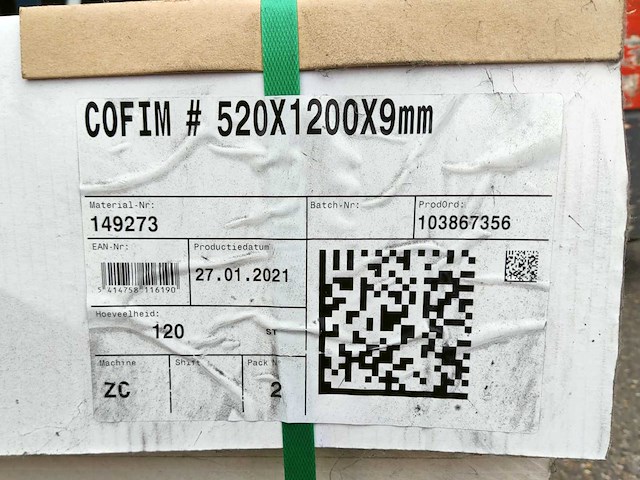 COFIM # 520X1200X9mm
Material-Nr: Batch-Nr: ProdOrd:
149273 103867356
EAN-Nr: Productiedatum
27.01.2021
5 414758 116190
Hoeveelheid:
120 ST
Machine Shift Pack N
ZC 2